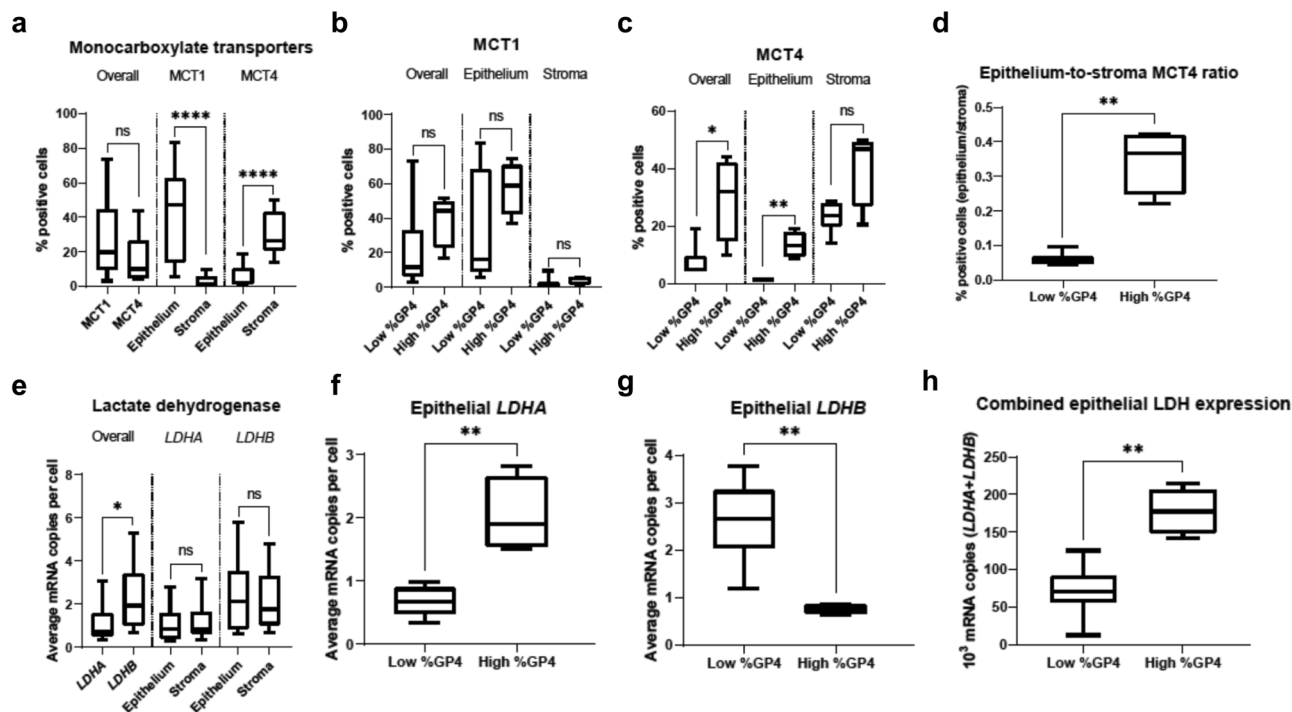 a
Monocarboxylate transporters
Overall MCT1 MCT4
ns **** ****
100
80
60
40
20
0
% positive cells
MCT1 MCT4 Epithelium Stroma Epithelium Stroma
b
MCT1
Overall Epithelium Stroma
ns ns ns
100
80
60
40
20
0
% positive cells
Low %GP4 High %GP4 Low %GP4 High %GP4 Low %GP4 High %GP4
c
MCT4
Overall Epithelium Stroma
* ** ns
60
40
20
0
% positive cells
Low %GP4 High %GP4 Low %GP4 High %GP4 Low %GP4 High %GP4
d
Epithelium-to-stroma MCT4 ratio
**
0.5
0.4
0.3
0.2
0.1
0.0
% positive cells (epithelium/stroma)
Low %GP4 High %GP4
e
Lactate dehydrogenase
Overall LDHA LDHB
* ns ns
8
6
4
2
0
Average mRNA copies per cell
LDHA LDHB Epithelium Stroma Epithelium Stroma
f
Epithelial LDHA
**
3
2
1
0
Average mRNA copies per cell
Low %GP4 High %GP4
g
Epithelial LDHB
**
4
3
2
1
0
Average mRNA copies per cell
Low %GP4 High %GP4
h
Combined epithelial LDH expression
**
250
200
150
100
50
0
10³ mRNA copies (LDHA+LDHB)
Low %GP4 High %GP4